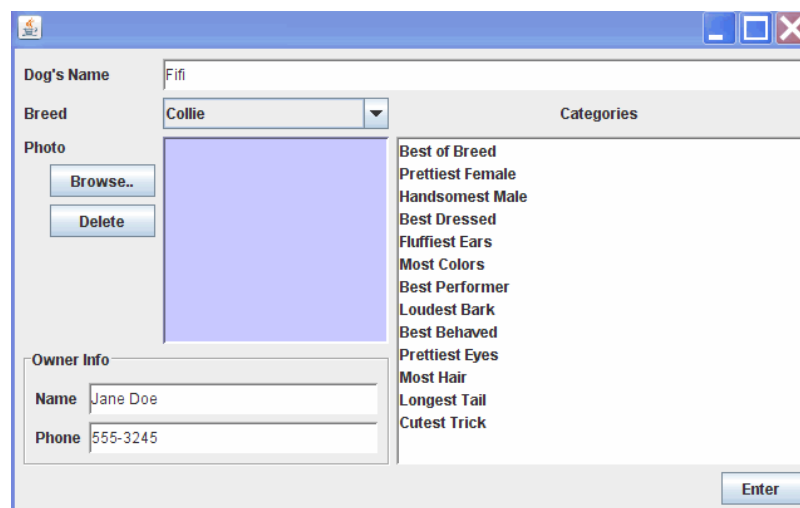 Dog's Name Fifi
Breed Collie Categories
Photo
Browse..
Delete
Best of Breed
Prettiest Female
Handsomest Male
Best Dressed
Fluffiest Ears
Most Colors
Best Performer
Loudest Bark
Best Behaved
Prettiest Eyes
Most Hair
Longest Tail
Cutest Trick
Owner Info
Name Jane Doe
Phone 555-3245
Enter